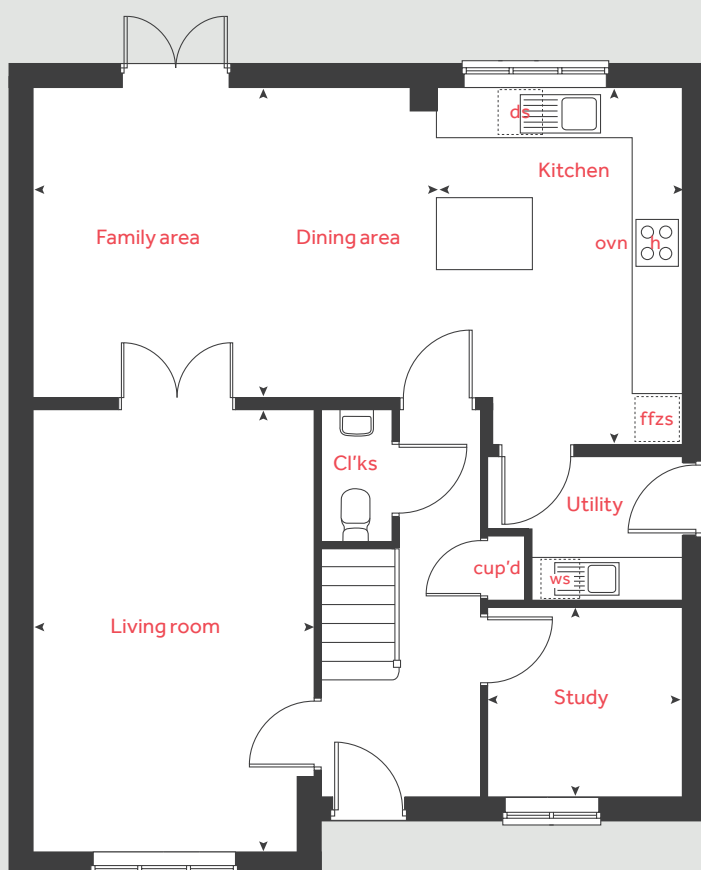 ds
Kitchen
Family area
Dining area
ovn
h
ffzs
Cl'ks
Utility
cup'd
ws
Living room
Study